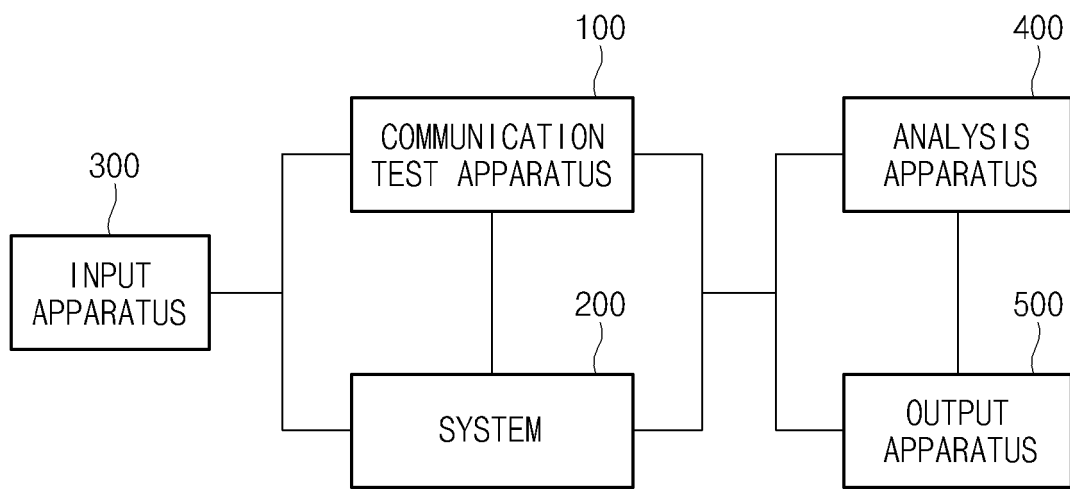 100
COMMUNICATION
TEST APPARATUS
400
ANALYSIS
APPARATUS
300
INPUT
APPARATUS
200
SYSTEM
500
OUTPUT
APPARATUS